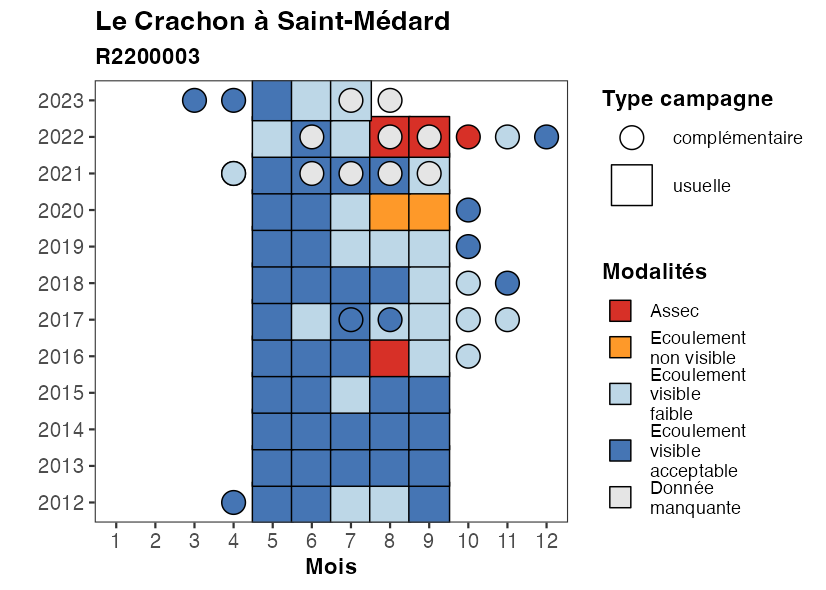 Le Crachon à Saint-Médard
R2200003
2023
2022
2021
2020
2019
2018
2017
2016
2015
2014
2013
2012
1 2 3 4 5 6 7 8 9 10 11 12
Mois
Type campagne
complémentaire
usuelle
Modalités
Assec
Ecoulement
non visible
Ecoulement
visible
faible
Ecoulement
visible
acceptable
Donnée
manquante